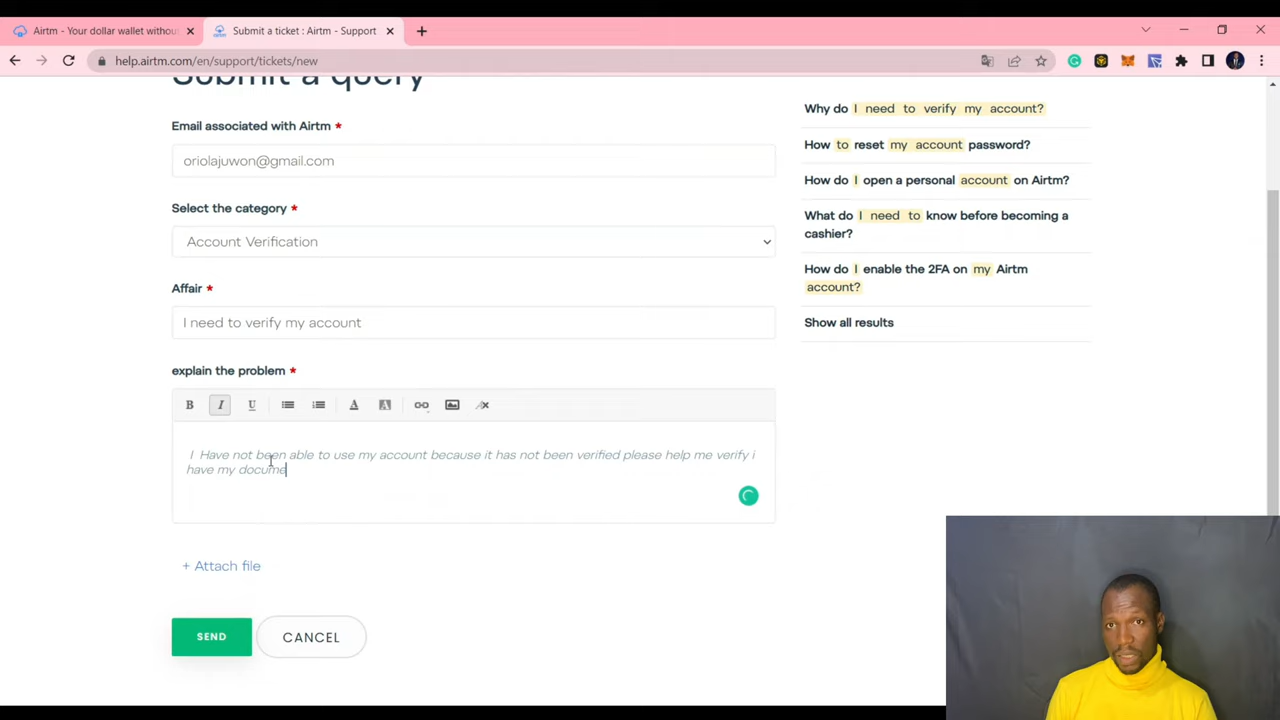 Airtm - Your dollar wallet withou
Submit a ticket : Airtm - Support
help.airtm.com/en/support/tickets/new
Submit a query
Email associated with Airtm *
oriolajuwon@gmail.com
Select the category *
Account Verification
Affair *
I need to verify my account
explain the problem *
B I U A A
I Have not been able to use my account because it has not been verified please help me verify i
have my docume
+ Attach file
SEND CANCEL
Why do I need to verify my account?
How to reset my account password?
How do I open a personal account on Airtm?
What do I need to know before becoming a
cashier?
How do I enable the 2FA on my Airtm
account?
Show all results